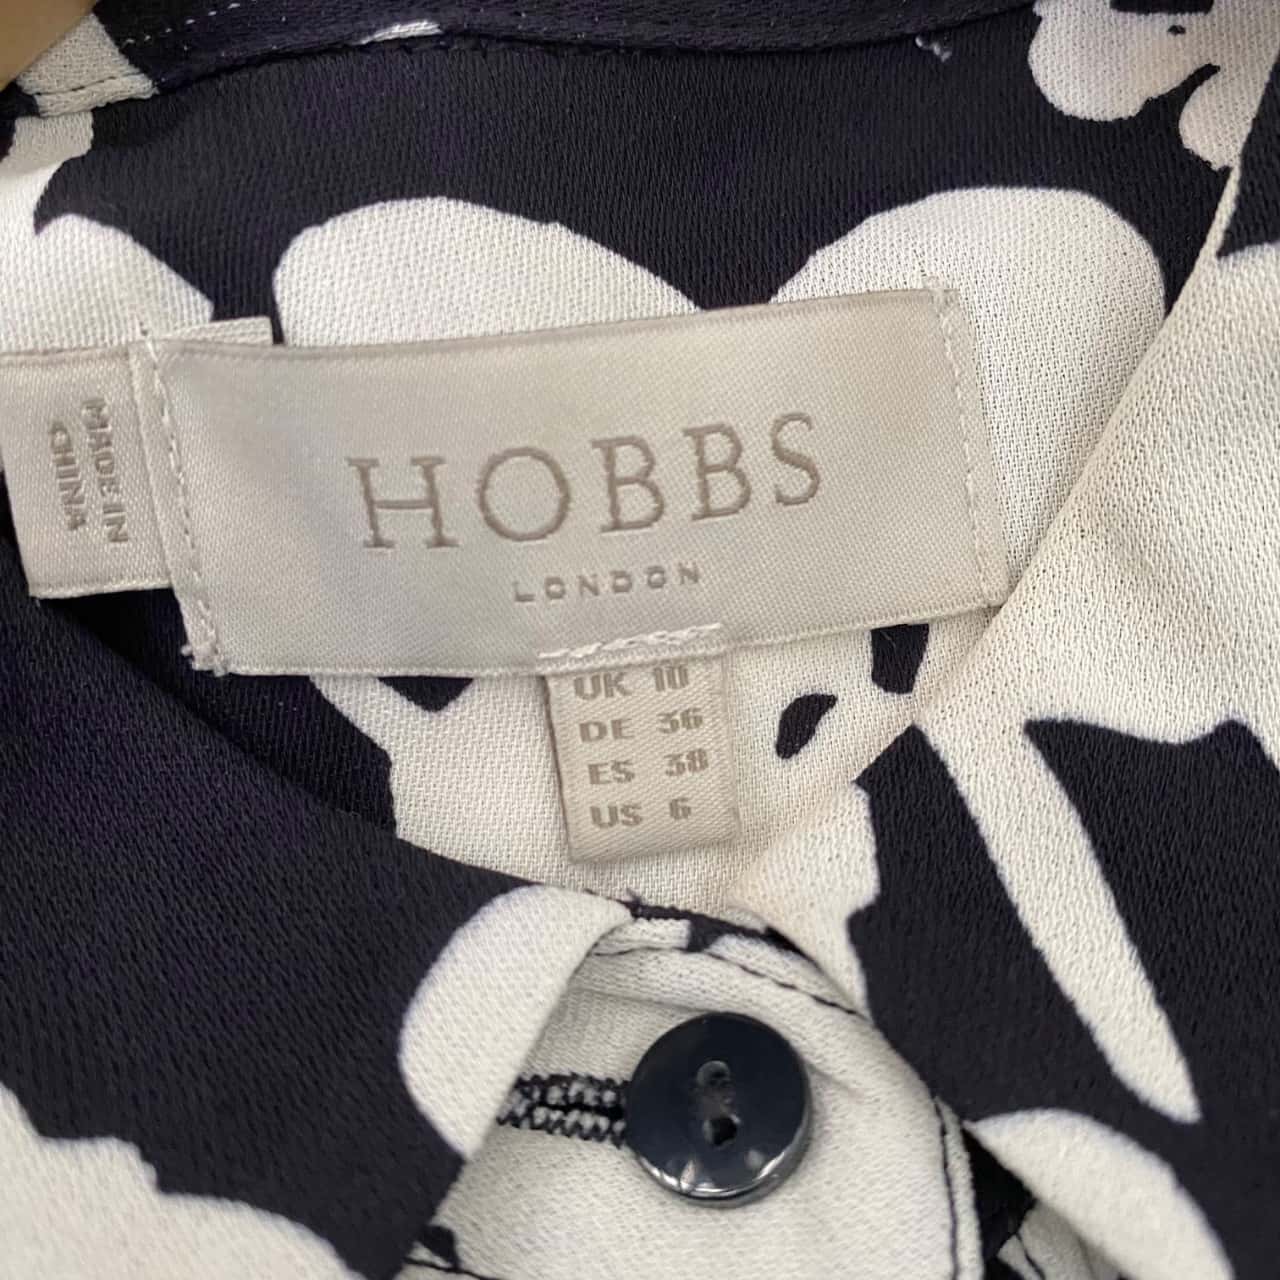 MADE IN
CHINA
HOBBS
LONDON
UK 10
DE 36
ES 38
US 6